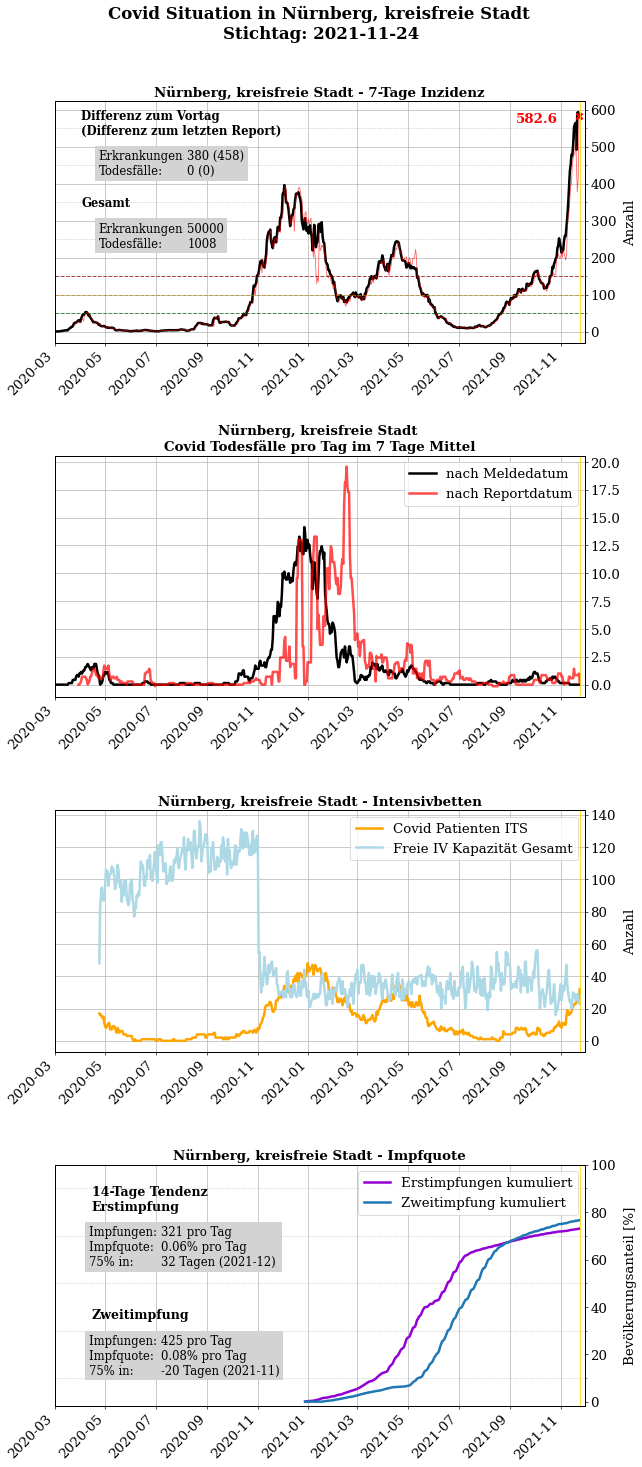 Covid Situation in Nürnberg, kreisfreie Stadt
Stichtag: 2021-11-24
Nürnberg, kreisfreie Stadt - 7-Tage Inzidenz
Differenz zum Vortag
(Differenz zum letzten Report)
Erkrankungen 380 (458)
Todesfälle: 0 (0)
Gesamt
Erkrankungen 50000
Todesfälle: 1008
582.6
600
500
400
300
200
100
0
Anzahl
2020-03
2020-05
2020-07
2020-09
2020-11
2021-01
2021-03
2021-05
2021-07
2021-09
2021-11
Nürnberg, kreisfreie Stadt
Covid Todesfälle pro Tag im 7 Tage Mittel
nach Meldedatum
nach Reportdatum
20.0
17.5
15.0
12.5
10.0
7.5
5.0
2.5
0.0
2020-03
2020-05
2020-07
2020-09
2020-11
2021-01
2021-03
2021-05
2021-07
2021-09
2021-11
Nürnberg, kreisfreie Stadt - Intensivbetten
Covid Patienten ITS
Freie IV Kapazität Gesamt
140
120
100
80
60
40
20
0
Anzahl
2020-03
2020-05
2020-07
2020-09
2020-11
2021-01
2021-03
2021-05
2021-07
2021-09
2021-11
Nürnberg, kreisfreie Stadt - Impfquote
14-Tage Tendenz
Erstimpfung
Impfungen: 321 pro Tag
Impfquote: 0.06% pro Tag
75% in: 32 Tagen (2021-12)
Zweitimpfung
Impfungen: 425 pro Tag
Impfquote: 0.08% pro Tag
75% in: -20 Tagen (2021-11)
Erstimpfungen kumuliert
Zweitimpfung kumuliert
100
80
60
40
20
0
Bevölkerungsanteil [%]
2020-03
2020-05
2020-07
2020-09
2020-11
2021-01
2021-03
2021-05
2021-07
2021-09
2021-11